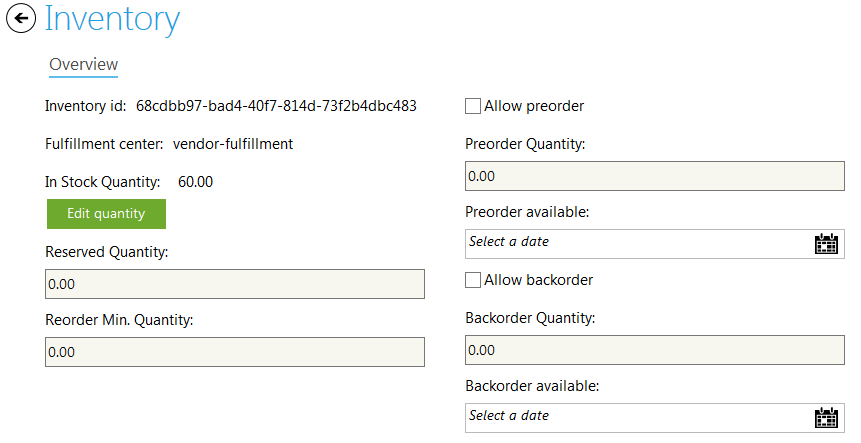 Inventory
Overview
Inventory id: 68cdbb97-bad4-40f7-814d-73f2b4dbc483
Fulfillment center: vendor-fulfillment
In Stock Quantity: 60.00
Edit quantity
Reserved Quantity:
0.00
Reorder Min. Quantity:
0.00
Allow preorder
Preorder Quantity:
0.00
Preorder available:
Select a date
Allow backorder
Backorder Quantity:
0.00
Backorder available:
Select a date